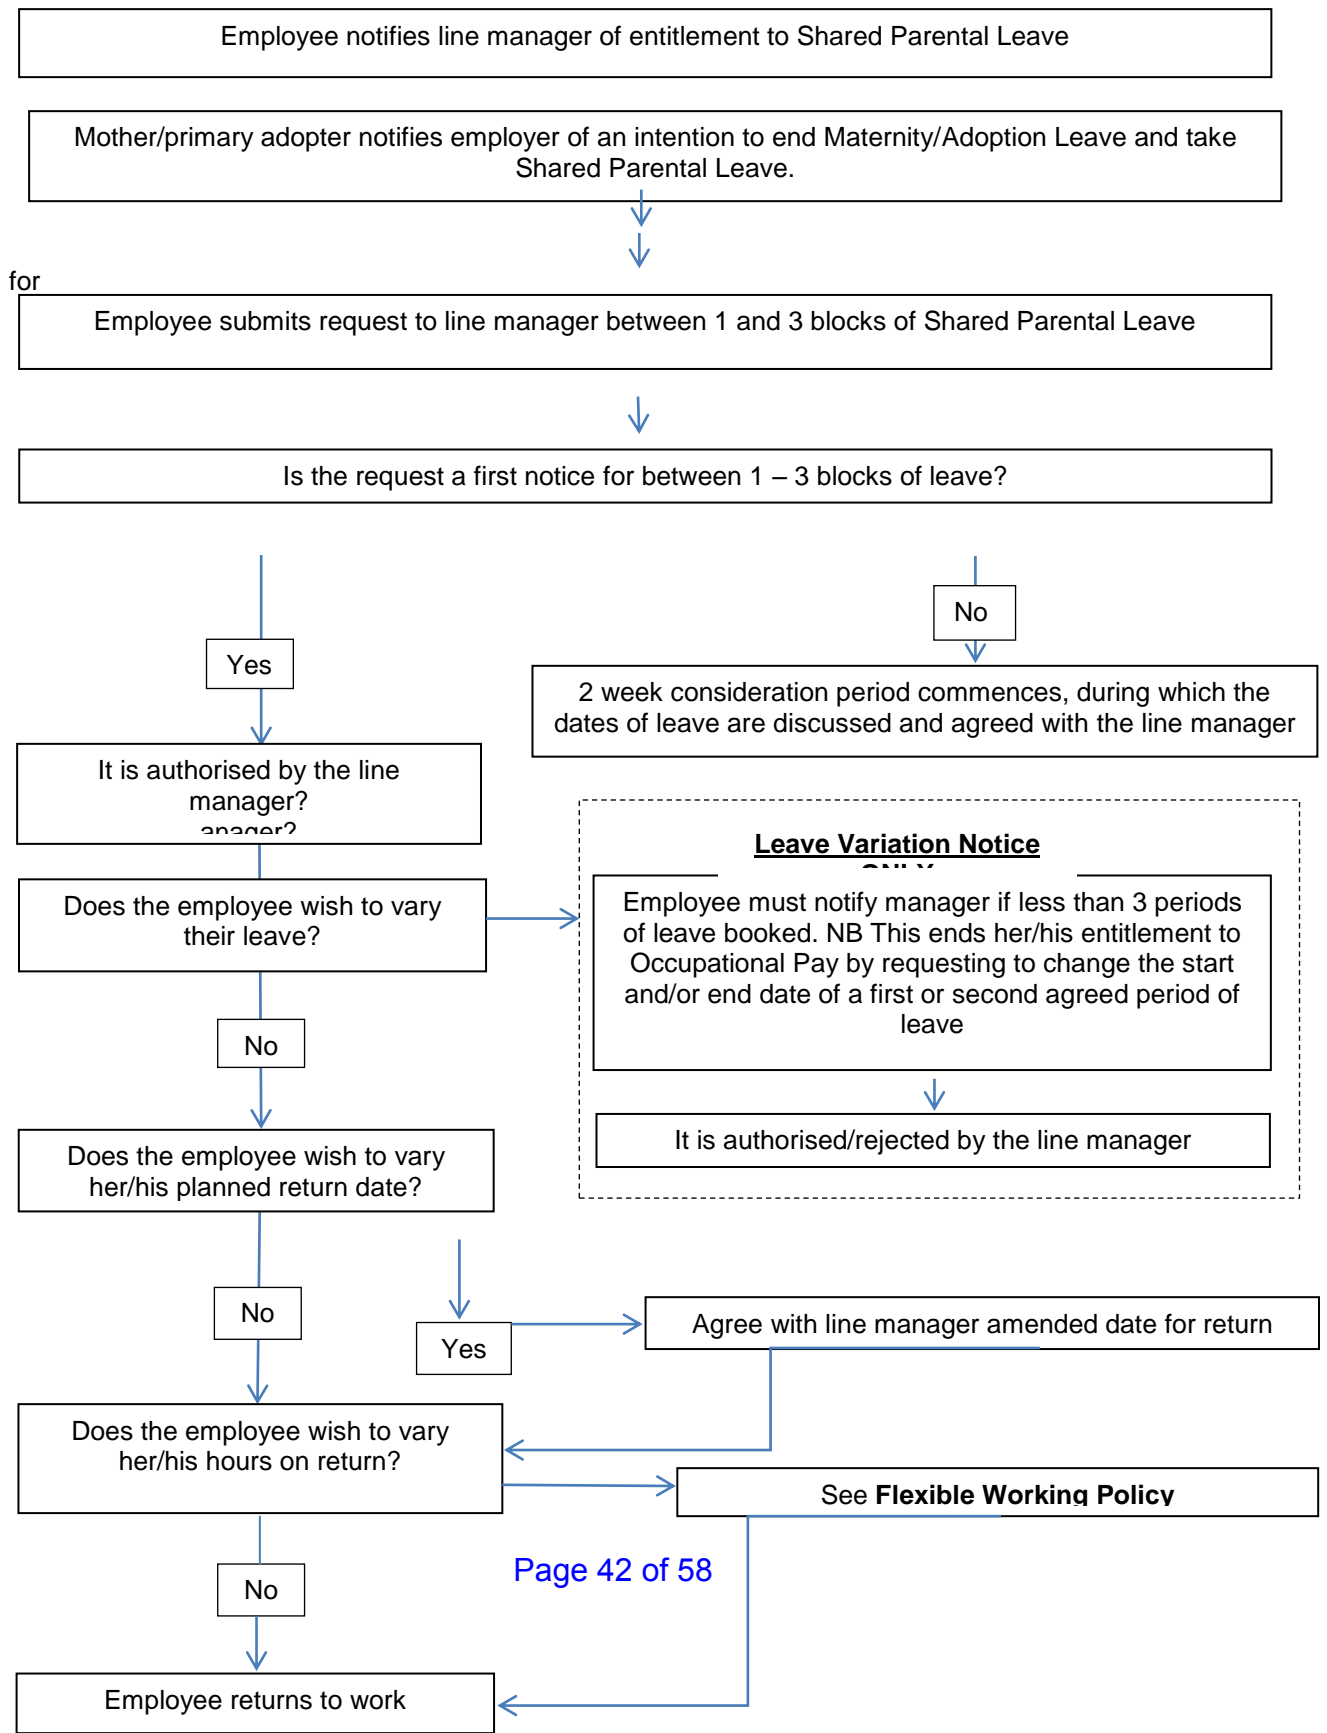 Employee notifies line manager of entitlement to Shared Parental Leave
Mother/primary adopter notifies employer of an intention to end Maternity/Adoption Leave and take
Shared Parental Leave.
for
Employee submits request to line manager between 1 and 3 blocks of Shared Parental Leave
Is the request a first notice for between 1 – 3 blocks of leave?
No
Yes
2 week consideration period commences, during which the
dates of leave are discussed and agreed with the line manager
It is authorised by the line
manager?
anager?
Leave Variation Notice
ONLY
Does the employee wish to vary
their leave?
Employee must notify manager if less than 3 periods
of leave booked. NB This ends her/his entitlement to
Occupational Pay by requesting to change the start
and/or end date of a first or second agreed period of
leave
No
It is authorised/rejected by the line manager
Does the employee wish to vary
her/his planned return date?
No
Yes
Agree with line manager amended date for return
Does the employee wish to vary
her/his hours on return?
See Flexible Working Policy
Page 42 of 58
No
Employee returns to work